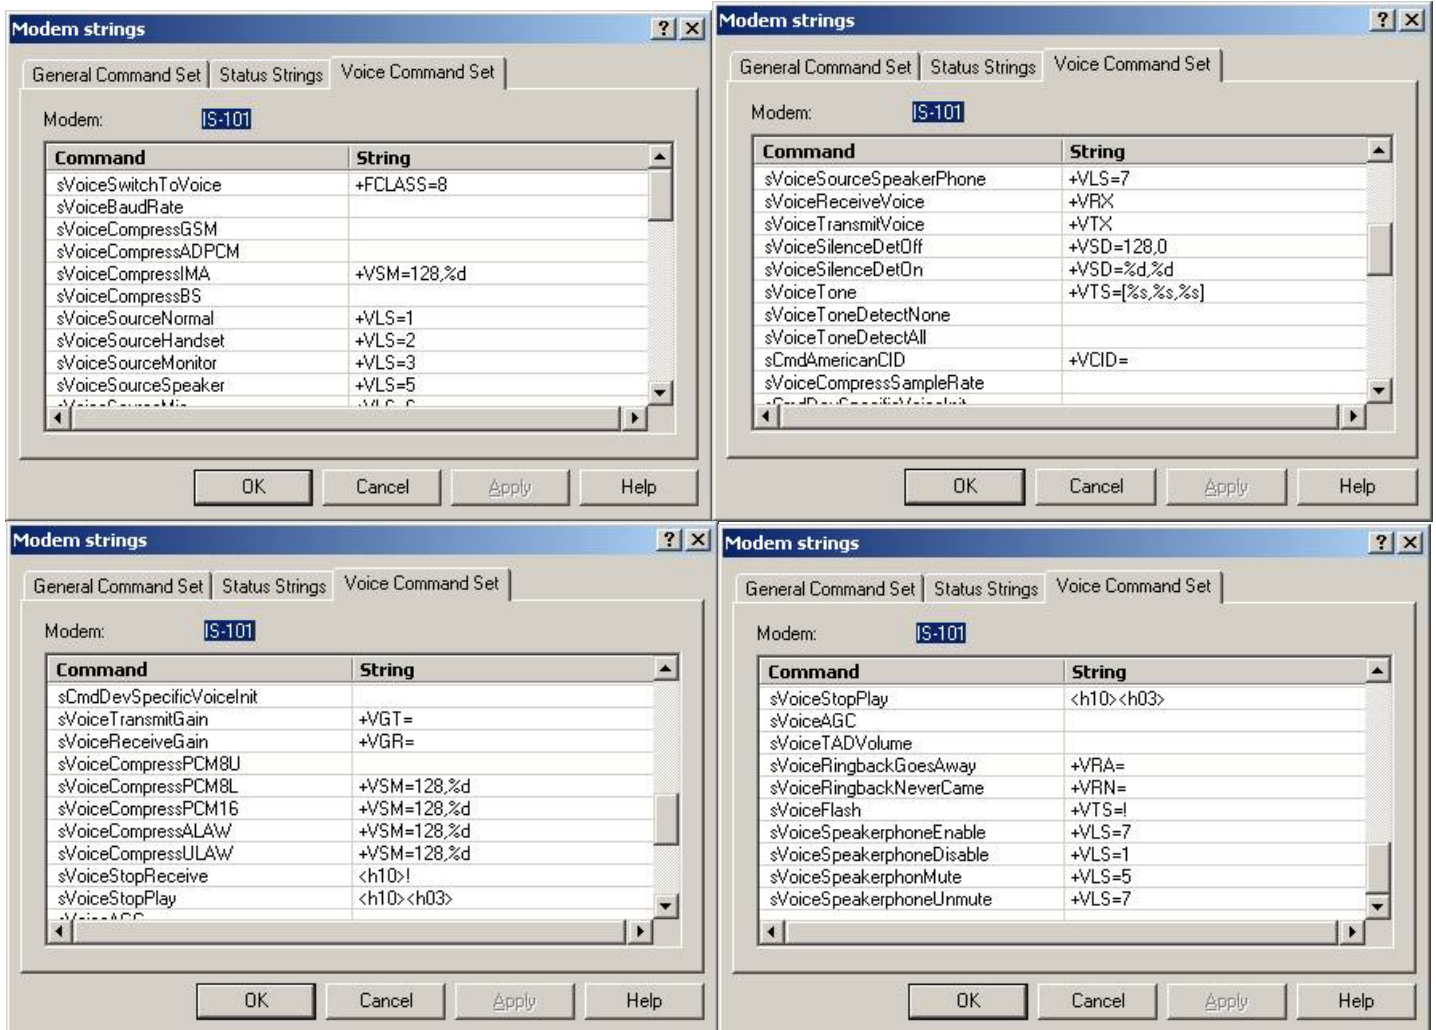 Modem strings
General Command Set Status Strings Voice Command Set
Modem: IS-101
Command String
sVoiceSwitchToVoice +FCLASS=8
sVoiceBaudRate
sVoiceCompressGSM
sVoiceCompressADPCM
sVoiceCompressIMA +VSM=128,%d
sVoiceCompressBS
sVoiceSourceNormal +VLS=1
sVoiceSourceHandset +VLS=2
sVoiceSourceMonitor +VLS=3
sVoiceSourceSpeaker +VLS=5
OK Cancel Apply Help
Modem strings
General Command Set Status Strings Voice Command Set
Modem: IS-101
Command String
sVoiceSourceSpeakerPhone +VLS=7
sVoiceReceiveVoice +VRX
sVoiceTransmitVoice +VTX
sVoiceSilenceDetOff +VSD=128,0
sVoiceSilenceDetOn +VSD=%d,%d
sVoiceTone +VTS=[%s,%s,%s]
sVoiceToneDetectNone
sVoiceToneDetectAll
sCmdAmericanCID +VCID=
sVoiceCompressSampleRate
sCmdDevSpecificVoiceInit
OK Cancel Apply Help
Modem strings
General Command Set Status Strings Voice Command Set
Modem: IS-101
Command String
sCmdDevSpecificVoiceInit
sVoiceTransmitGain +VGT=
sVoiceReceiveGain +VGR=
sVoiceCompressPCM8U
sVoiceCompressPCM8L +VSM=128,%d
sVoiceCompressPCM16 +VSM=128,%d
sVoiceCompressALAW +VSM=128,%d
sVoiceCompressULAW +VSM=128,%d
sVoiceStopReceive <h10>!
sVoiceStopPlay <h10><h03>
sVoiceAGC
OK Cancel Apply Help
Modem strings
General Command Set Status Strings Voice Command Set
Modem: IS-101
Command String
sVoiceStopPlay <h10><h03>
sVoiceAGC
sVoiceTADVolume
sVoiceRingbackGoesAway +VRA=
sVoiceRingbackNeverCame +VRN=
sVoiceFlash +VTS=!
sVoiceSpeakerphoneEnable +VLS=7
sVoiceSpeakerphoneDisable +VLS=1
sVoiceSpeakerphonMute +VLS=5
sVoiceSpeakerphoneUnmute +VLS=7
OK Cancel Apply Help